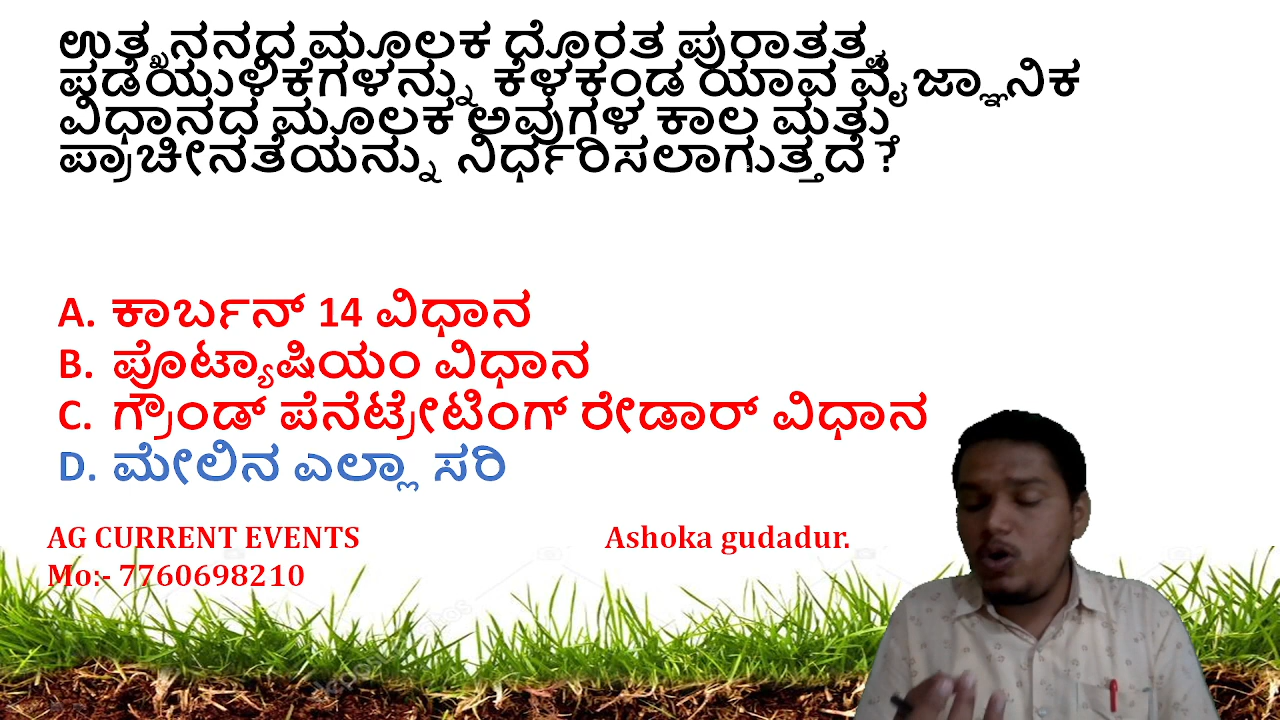 ಉತ್ಖನನದ ಮೂಲಕ ದೊರತ ಪುರಾತತ್ವ
ಪಡೆಯುಳಿಕೆಗಳನ್ನು ಕೆಳಕಂಡ ಯಾವ ವೈಜ್ಞಾನಿಕ
ವಿಧಾನದ ಮೂಲಕ ಅವುಗಳ ಕಾಲ ಮತ್ತು
ಪ್ರಾಚೀನತೆಯನ್ನು ನಿರ್ಧರಿಸಲಾಗುತ್ತದೆ ?
A. ಕಾರ್ಬನ್ 14 ವಿಧಾನ
B. ಪೊಟ್ಯಾಷಿಯಂ ವಿಧಾನ
C. ಗ್ರೌಂಡ್ ಪೆನೆಟ್ರೇಟಿಂಗ್ ರೇಡಾರ್ ವಿಧಾನ
D. ಮೇಲಿನ ಎಲ್ಲಾ ಸರಿ
AG CURRENT EVENTS
Ashoka gudadur.
Mo:- 7760698210